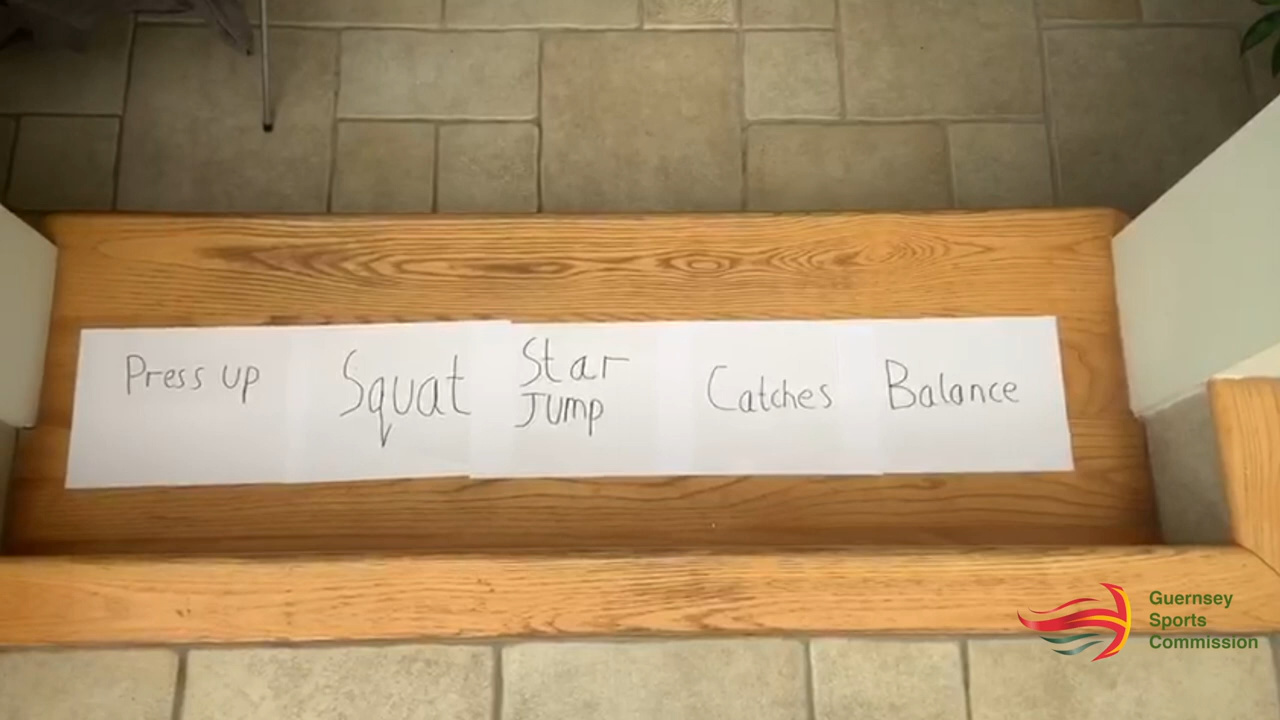 Press up
Squat
Star
Jump
Catches
Balance
Guernsey
Sports
Commission